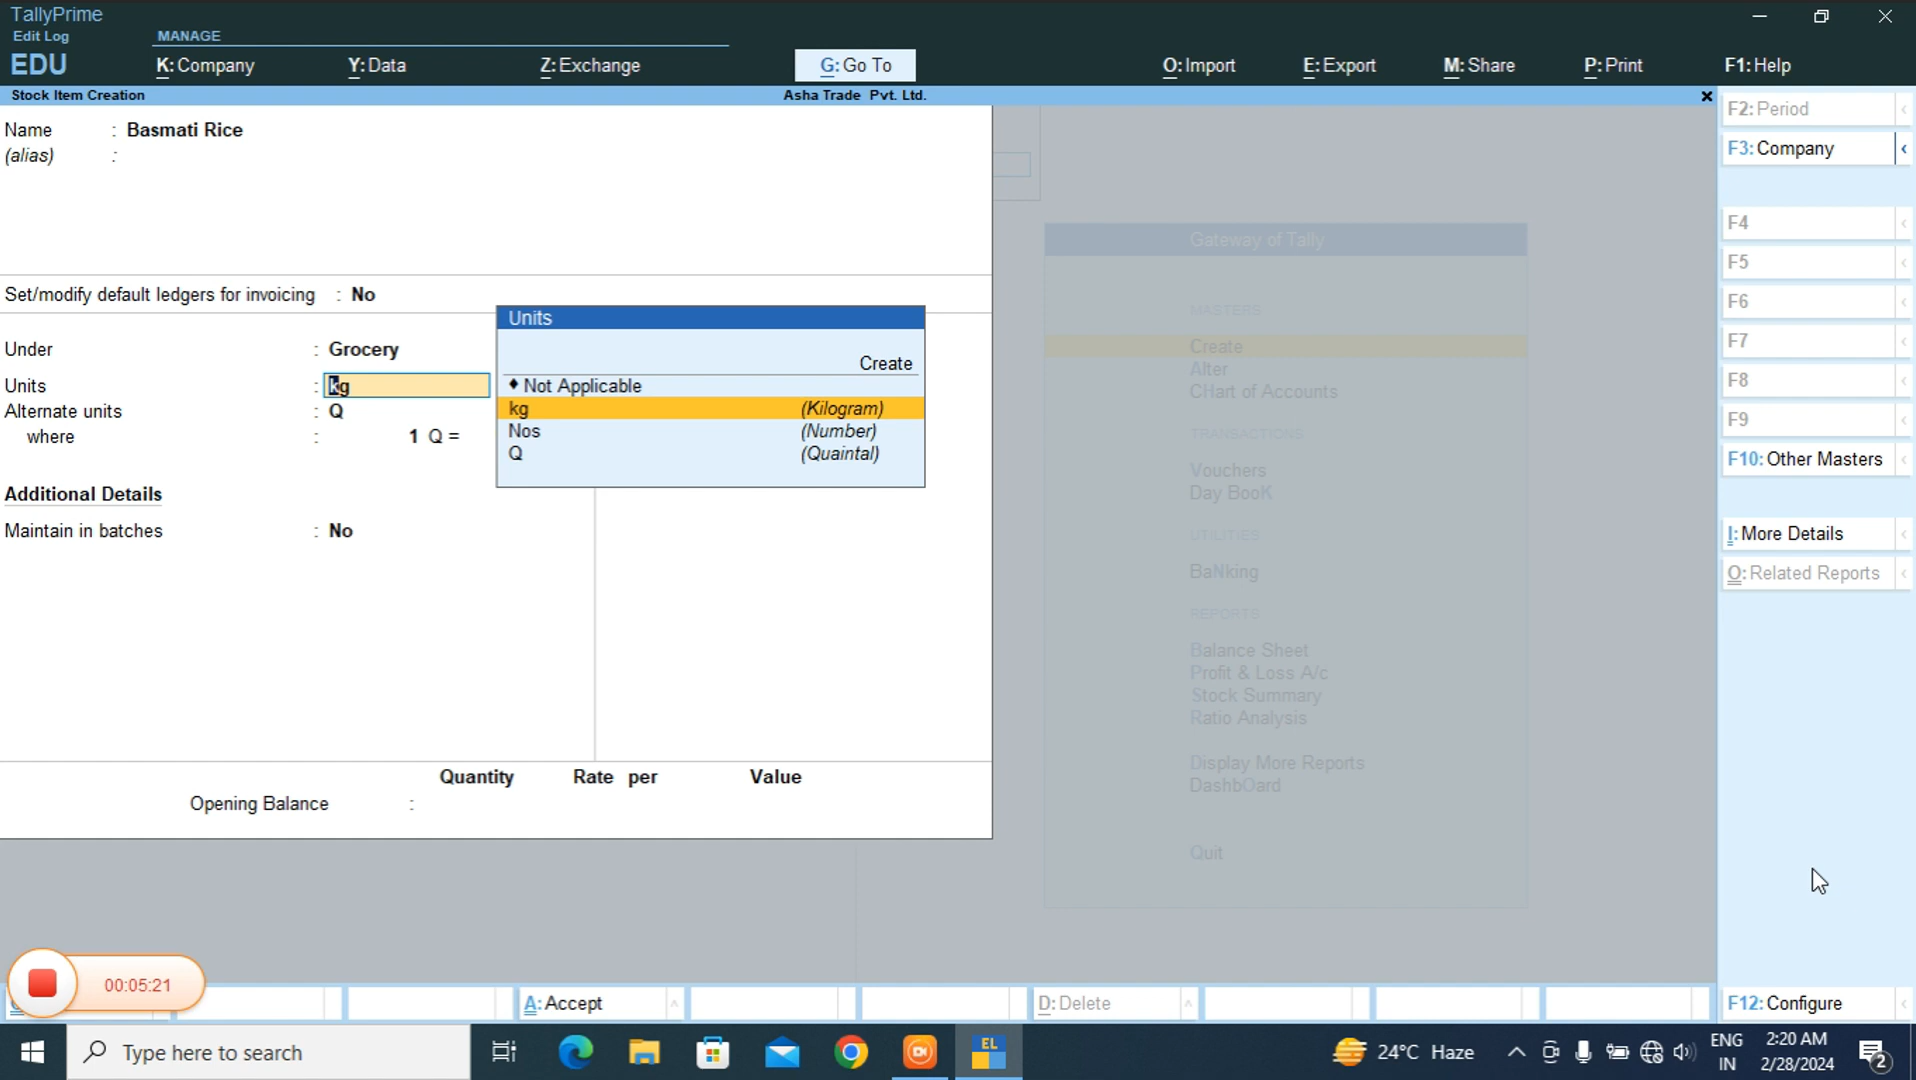 TallyPrime
Edit Log
MANAGE
EDU
K: Company
Y: Data
Z: Exchange
G: Go To
O: Import
E: Export
M: Share
P: Print
F1: Help
Stock Item Creation
Asha Trade Pvt. Ltd.
Name : Basmati Rice
(alias) :
Set/modify default ledgers for invoicing : No
Under : Grocery
Units : kg
Alternate units : Q
where : 1 Q =
Additional Details
Maintain in batches : No
Units
Create
♦ Not Applicable
kg (Kilogram)
Nos (Number)
Q (Quaintal)
Quantity Rate per Value
Opening Balance :
Gateway of Tally
MASTERS
Create
Alter
CHart of Accounts
TRANSACTIONS
Vouchers
Day BooK
UTILITIES
BaNking
REPORTS
Balance Sheet
Profit & Loss A/c
Stock Summary
Ratio Analysis
Display More Reports
DashbOard
Quit
F2: Period
F3: Company
F4
F5
F6
F7
F8
F9
F10: Other Masters
I: More Details
O: Related Reports
F12: Configure
00:05:21
A: Accept
D: Delete
Type here to search
EL
24°C Haze
ENG
IN
2:20 AM
2/28/2024
2